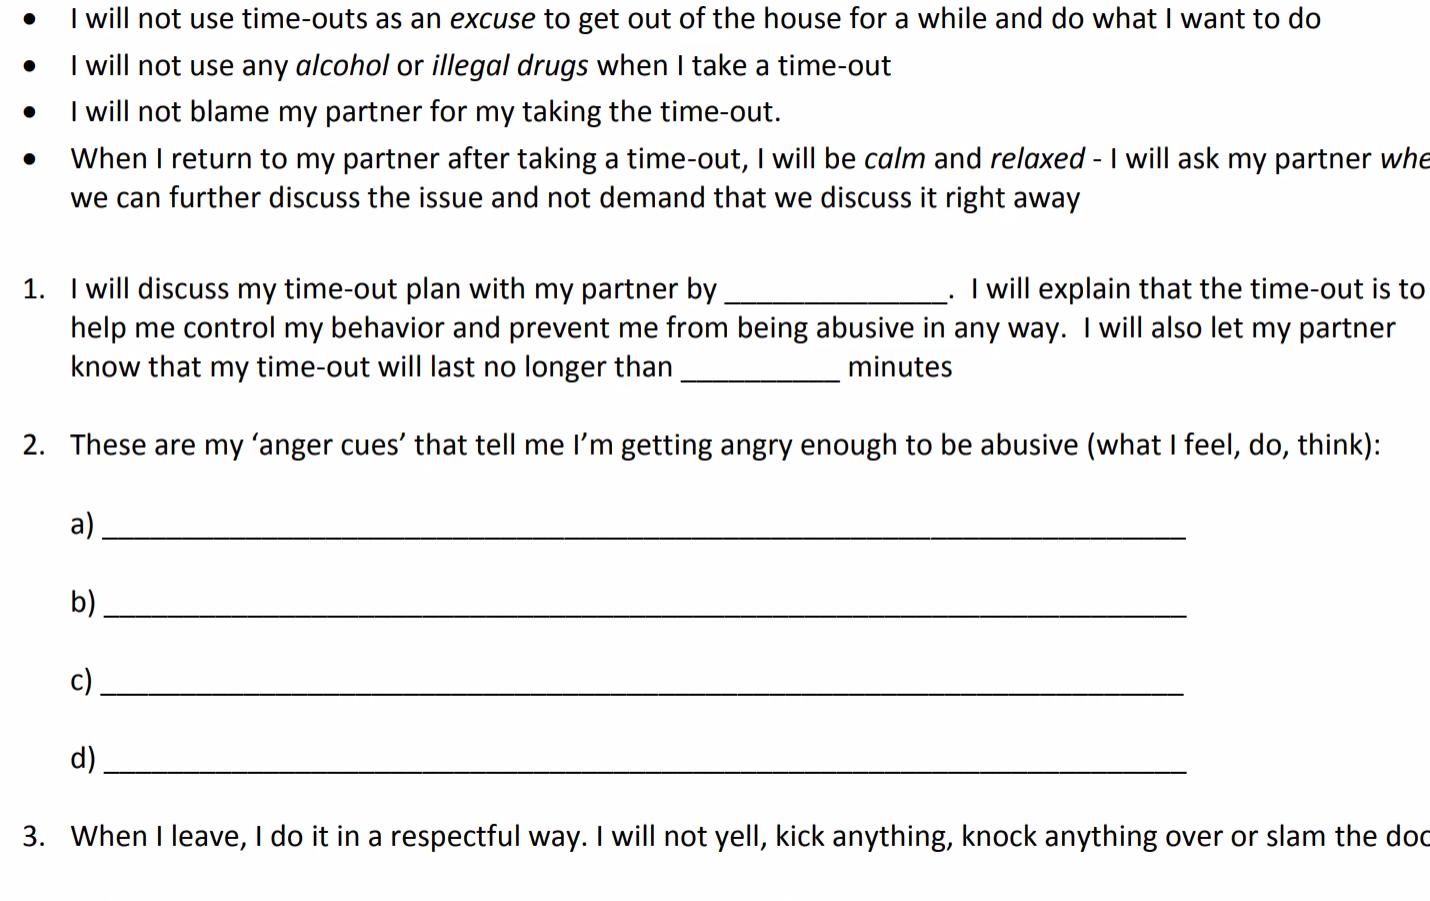 • I will not use time-outs as an excuse to get out of the house for a while and do what I want to do
• I will not use any alcohol or illegal drugs when I take a time-out
• I will not blame my partner for my taking the time-out.
• When I return to my partner after taking a time-out, I will be calm and relaxed - I will ask my partner whe
we can further discuss the issue and not demand that we discuss it right away
1. I will discuss my time-out plan with my partner by ______________. I will explain that the time-out is to
help me control my behavior and prevent me from being abusive in any way. I will also let my partner
know that my time-out will last no longer than __________ minutes
2. These are my ‘anger cues’ that tell me I’m getting angry enough to be abusive (what I feel, do, think):
a) ____________________________________________________________________
b) ____________________________________________________________________
c) ____________________________________________________________________
d) ____________________________________________________________________
3. When I leave, I do it in a respectful way. I will not yell, kick anything, knock anything over or slam the doo